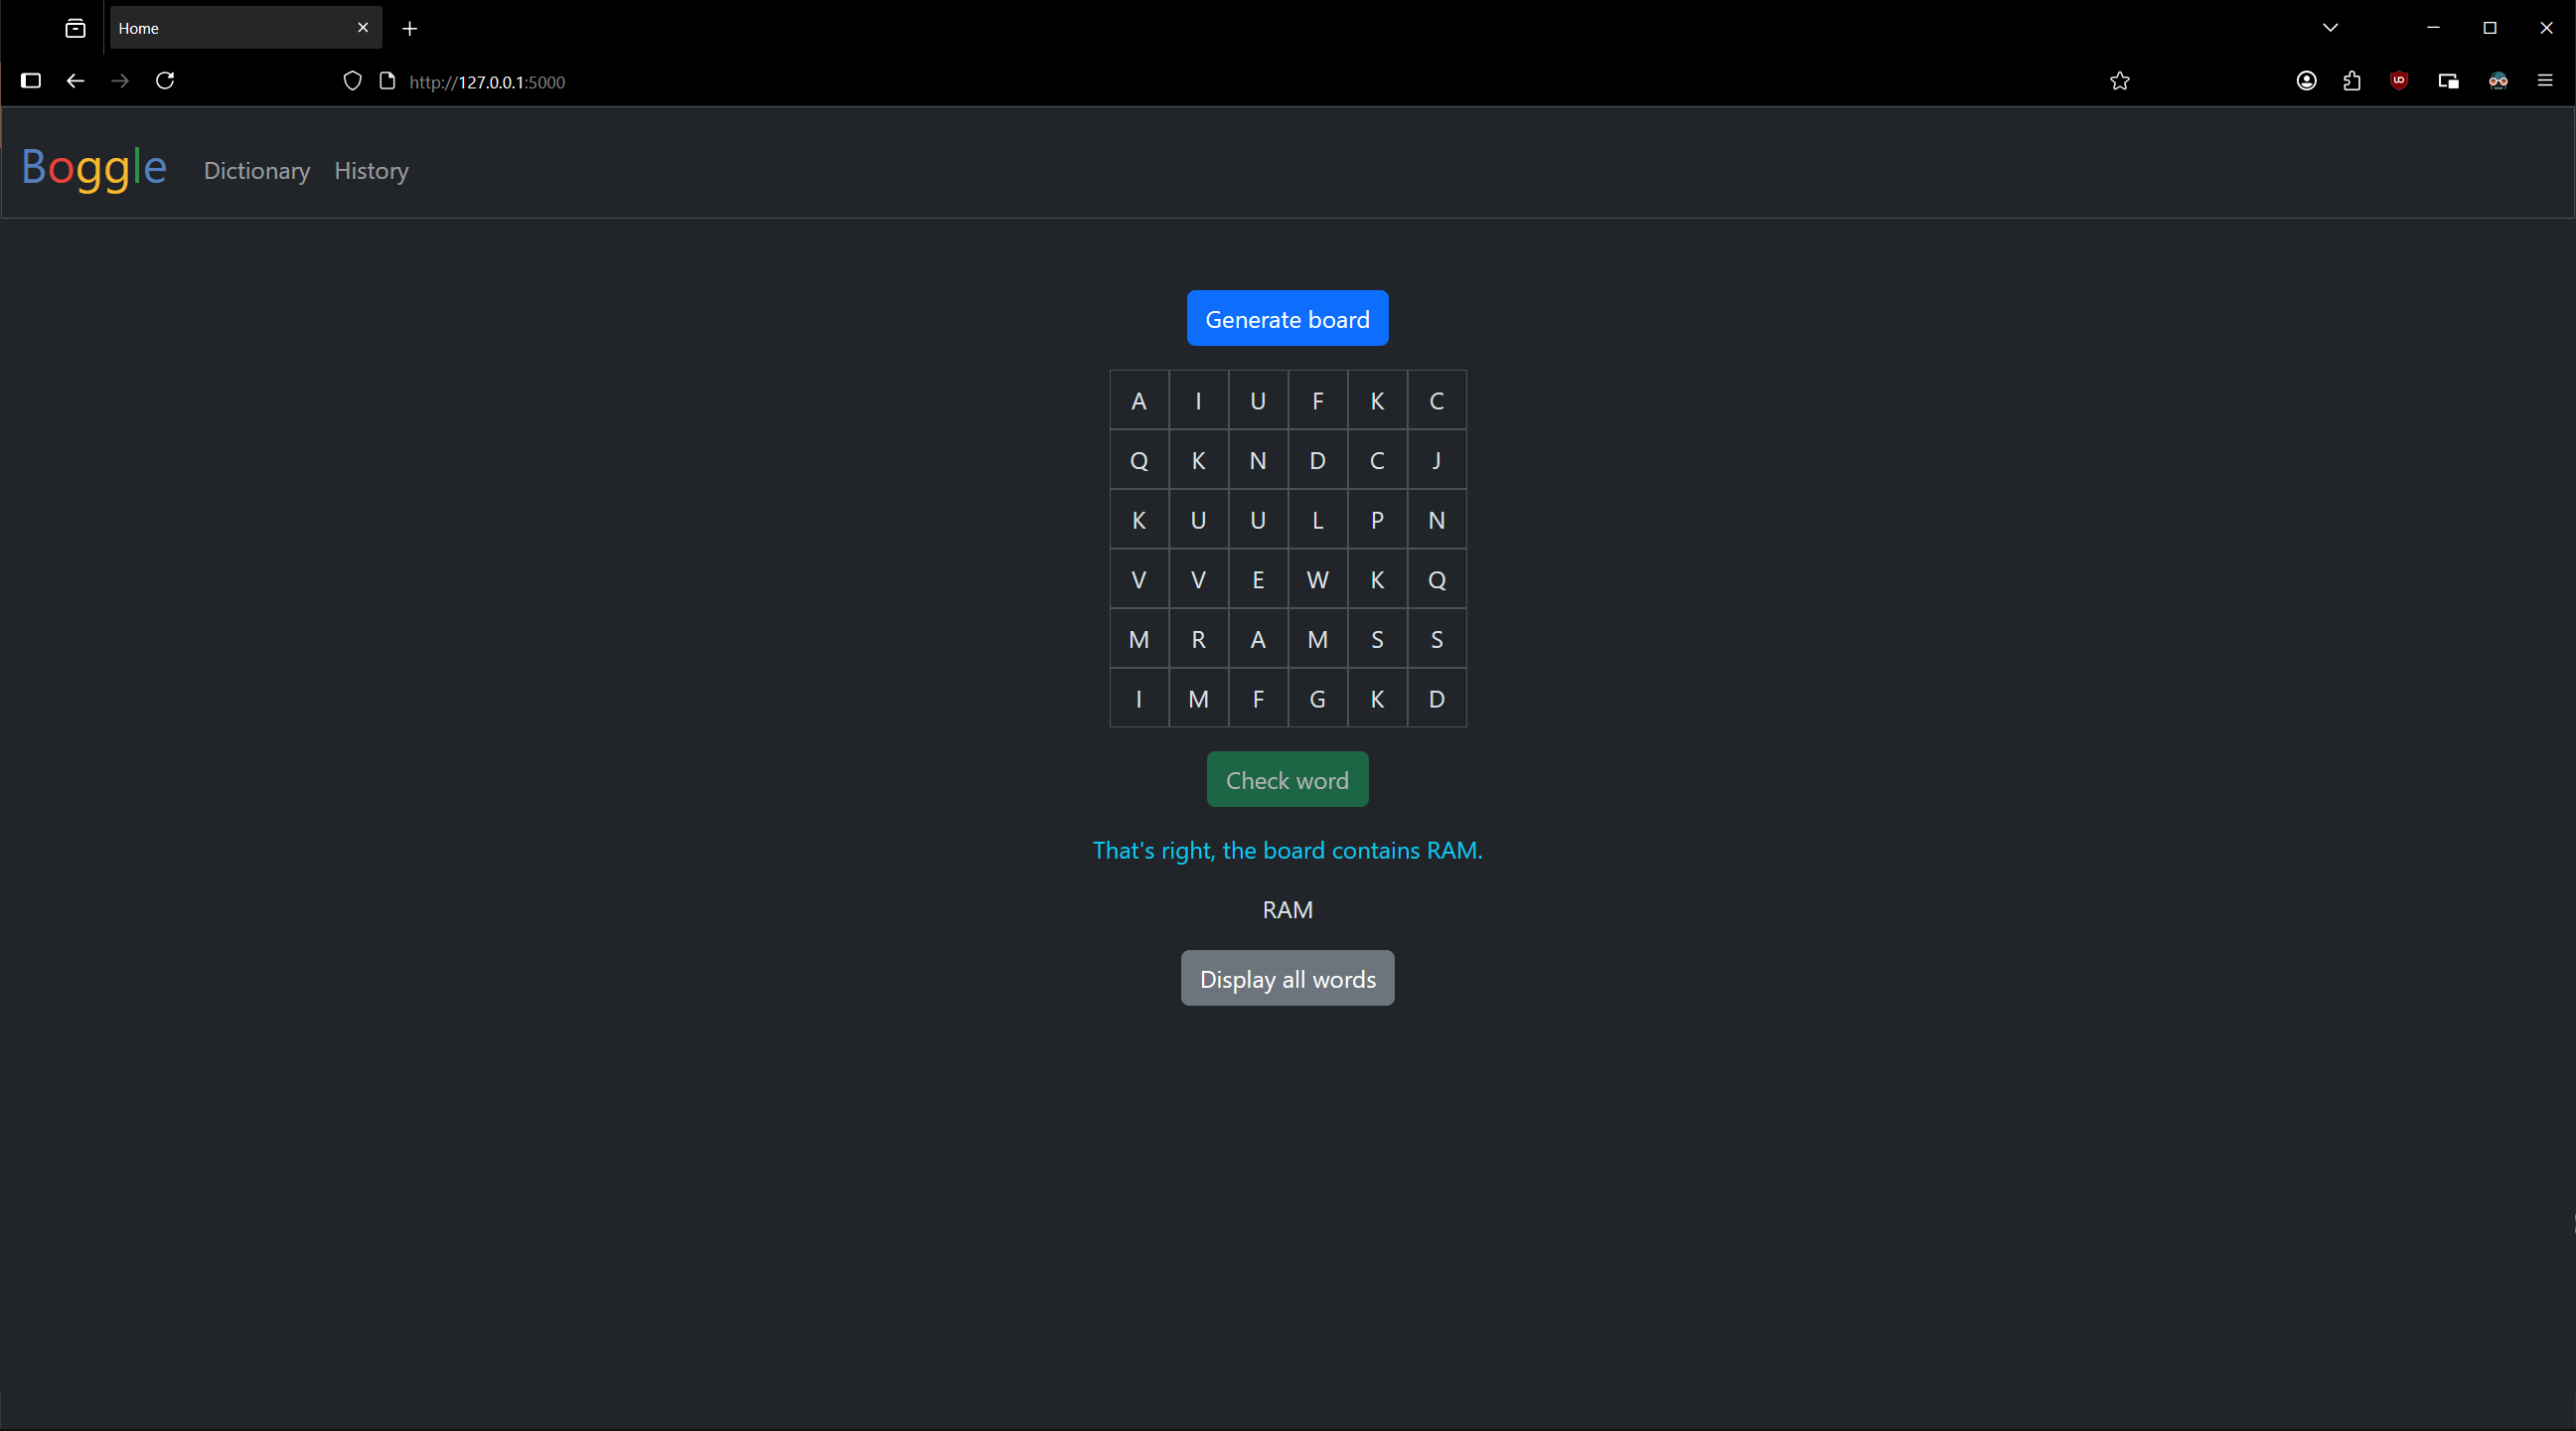 Home
http://127.0.0.1:5000
Boggle Dictionary History
Generate board
A I U F K C
Q K N D C J
K U U L P N
V V E W K Q
M R A M S S
I M F G K D
Check word
That's right, the board contains RAM.
RAM
Display all words